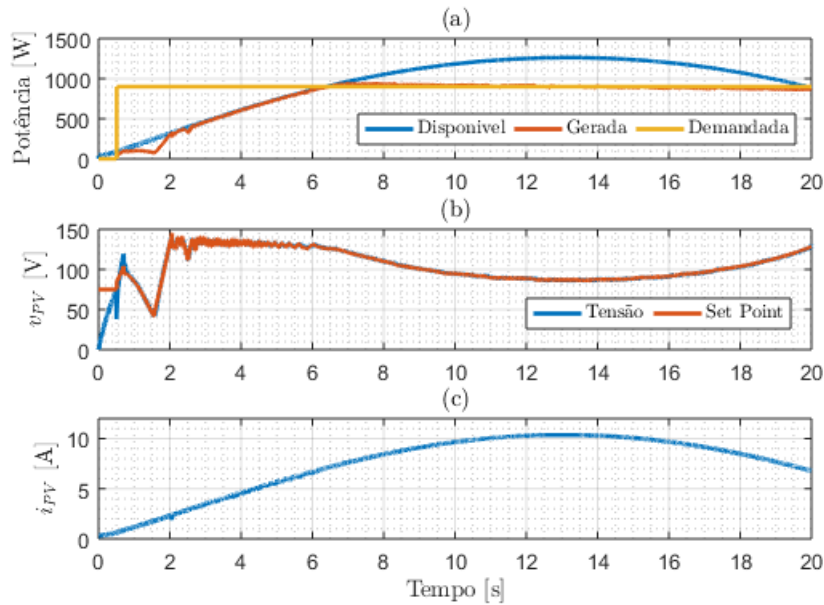 (a)
Potência [W]
1500
1000
500
0
0 2 4 6 8 10 12 14 16 18 20
Disponivel Gerada Demandada
(b)
v_PV [V]
150
100
50
0
0 2 4 6 8 10 12 14 16 18 20
Tensão Set Point
(c)
i_PV [A]
10
5
0
0 2 4 6 8 10 12 14 16 18 20
Tempo [s]